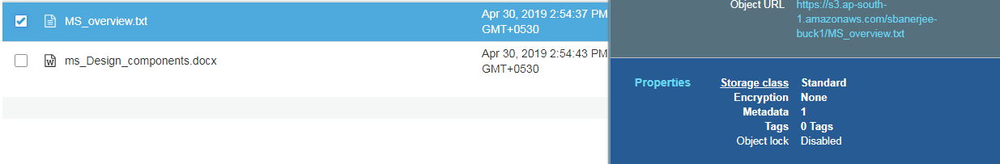 MS_overview.txt
Apr 30, 2019 2:54:37 PM
GMT+0530
ms_Design_components.docx
Apr 30, 2019 2:54:43 PM
GMT+0530
Object URL
https://s3.ap-south-
1.amazonaws.com/sbanerjee-
buck1/MS_overview.txt
Properties
Storage class Standard
Encryption None
Metadata 1
Tags 0 Tags
Object lock Disabled